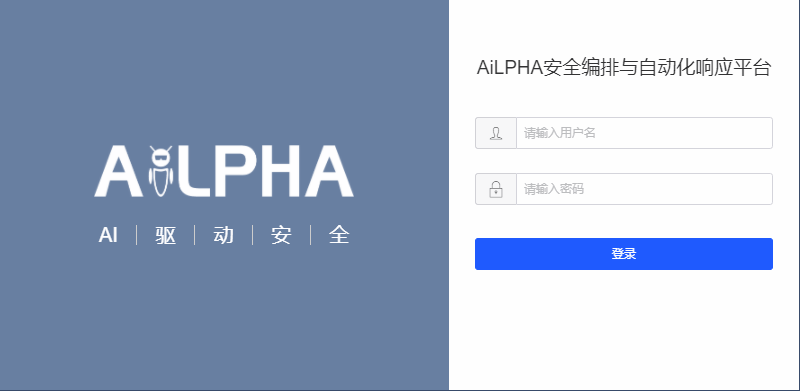 AiLPHA
AI 驱 动 安 全
AiLPHA安全编排与自动化响应平台
请输入用户名
请输入密码
登录